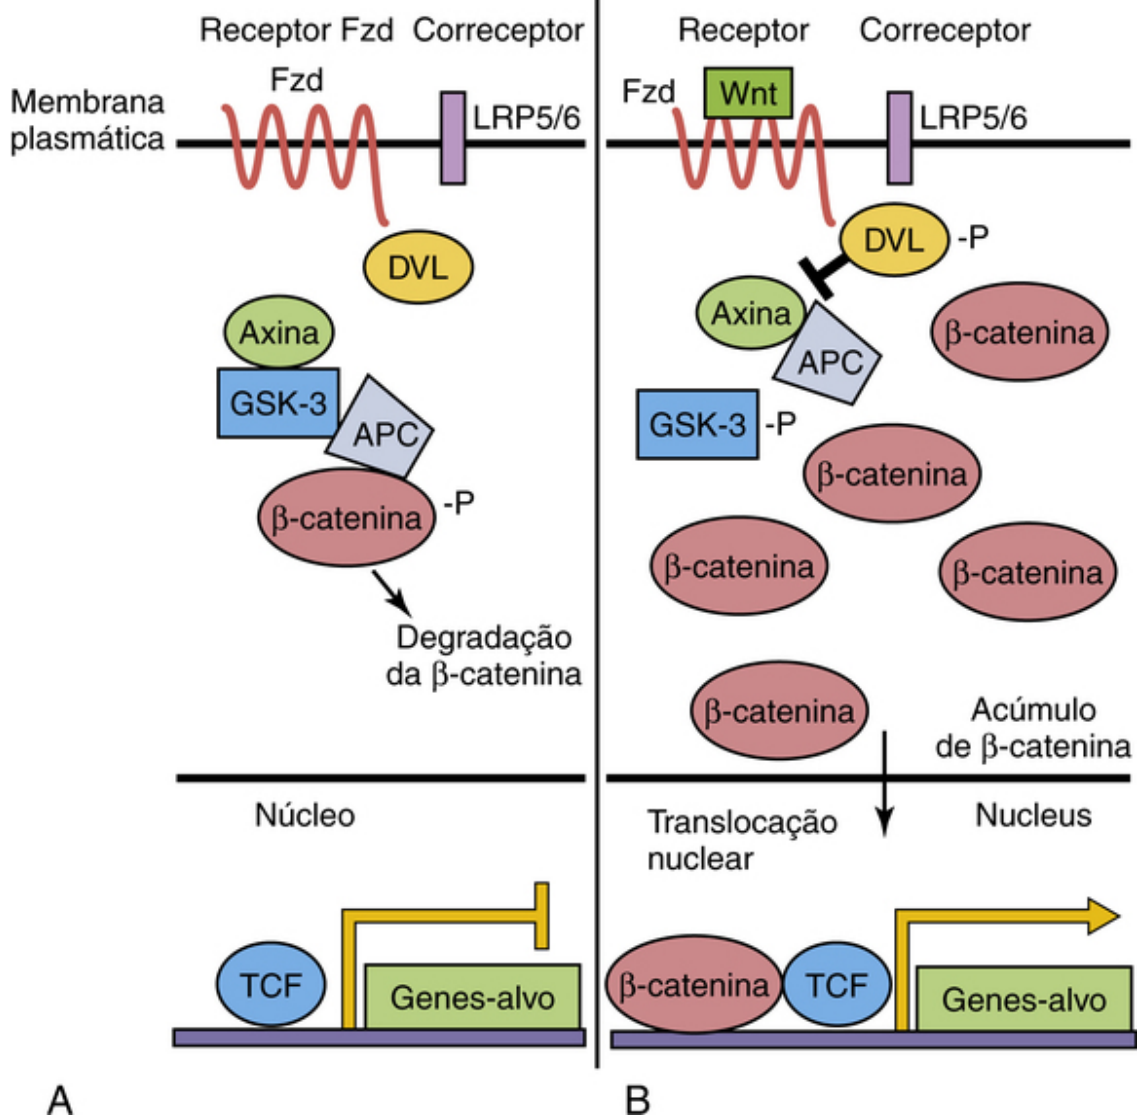 Receptor Fzd Correceptor
Fzd
Membrana
plasmática
LRP5/6
DVL
Axina
GSK-3
APC
β-catenina
-P
Degradação
da β-catenina
Núcleo
TCF
Genes-alvo
A
Receptor Correceptor
Fzd
Wnt
LRP5/6
DVL
-P
Axina
APC
β-catenina
GSK-3
-P
β-catenina
β-catenina
β-catenina
β-catenina
Acúmulo
de β-catenina
Translocação
nuclear
Nucleus
β-catenina
TCF
Genes-alvo
B